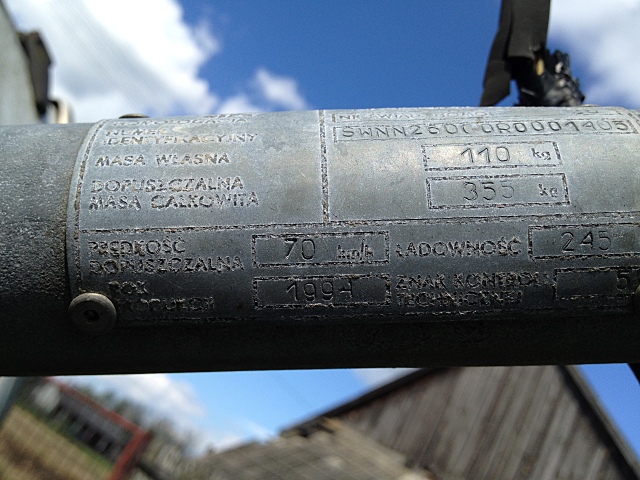 NUMER
IDENTYFIKACYJNY
SWNN2500R0001405
MASA WŁASNA 110 kg
DOPUSZCZALNA
MASA CAŁKOWITA 355 kg
PRĘDKOŚĆ
DOPUSZCZALNA 70 km/h ŁADOWNOŚĆ 245
ROK
PRODUKCJI 1994 ZNAK KONTROLI
TECHNICZNEJ